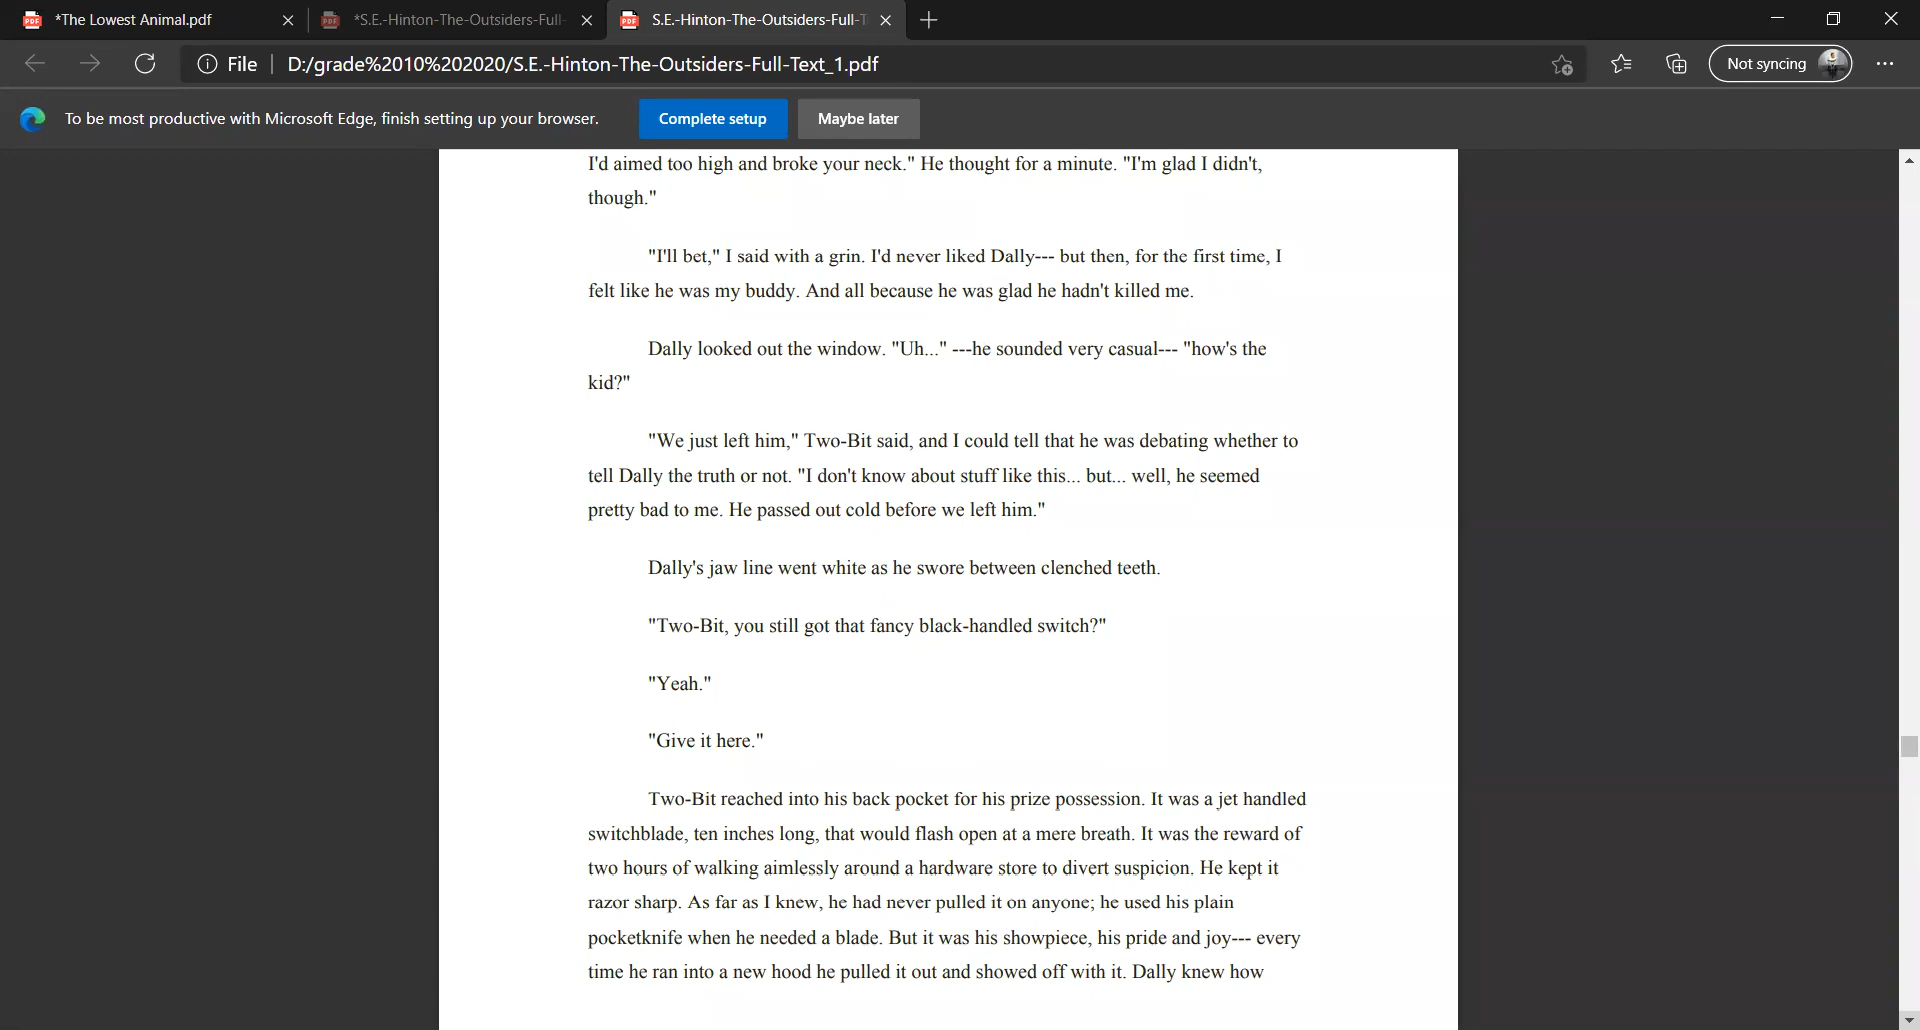 *The Lowest Animal.pdf
*S.E.-Hinton-The-Outsiders-Full-
S.E.-Hinton-The-Outsiders-Full-T
File
D:/grade%2010%202020/S.E.-Hinton-The-Outsiders-Full-Text_1.pdf
Not syncing
To be most productive with Microsoft Edge, finish setting up your browser.
Complete setup
Maybe later
I'd aimed too high and broke your neck." He thought for a minute. "I'm glad I didn't,
though."
"I'll bet," I said with a grin. I'd never liked Dally--- but then, for the first time, I
felt like he was my buddy. And all because he was glad he hadn't killed me.
Dally looked out the window. "Uh..." ---he sounded very casual--- "how's the
kid?"
"We just left him," Two-Bit said, and I could tell that he was debating whether to
tell Dally the truth or not. "I don't know about stuff like this... but... well, he seemed
pretty bad to me. He passed out cold before we left him."
Dally's jaw line went white as he swore between clenched teeth.
"Two-Bit, you still got that fancy black-handled switch?"
"Yeah."
"Give it here."
Two-Bit reached into his back pocket for his prize possession. It was a jet handled
switchblade, ten inches long, that would flash open at a mere breath. It was the reward of
two hours of walking aimlessly around a hardware store to divert suspicion. He kept it
razor sharp. As far as I knew, he had never pulled it on anyone; he used his plain
pocketknife when he needed a blade. But it was his showpiece, his pride and joy--- every
time he ran into a new hood he pulled it out and showed off with it. Dally knew how